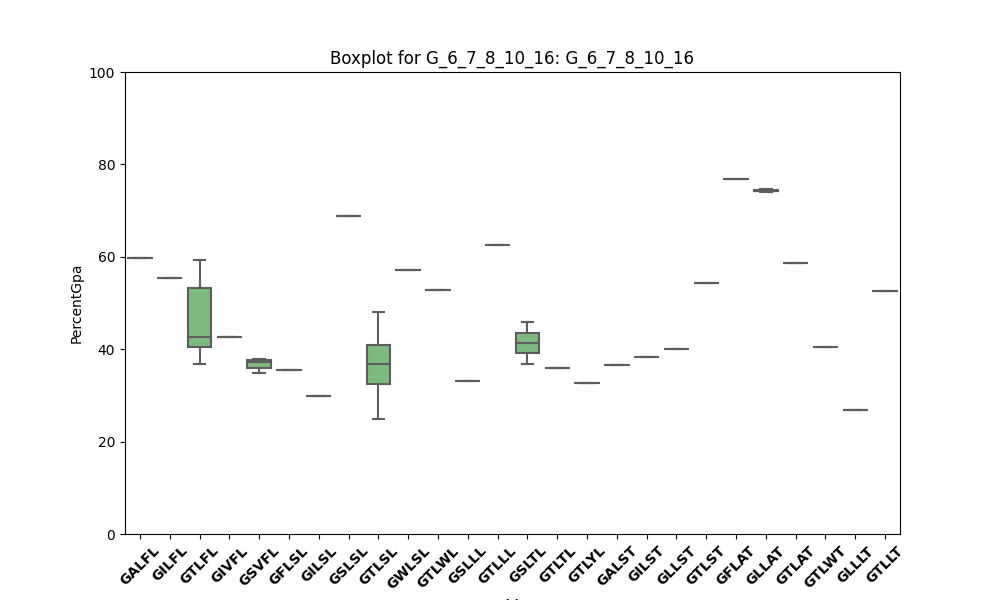 Boxplot for G_6_7_8_10_16: G_6_7_8_10_16
PercentGpa
100
80
60
40
20
0
GALFL
GILFL
GTLFL
GIVFL
GSVFL
GFLSL
GILSL
GSLSL
GTLSL
GWLSL
GTLWL
GSLLL
GTLLL
GSLTL
GTLTL
GTLYL
GALST
GILST
GLLST
GTLST
GFLAT
GLLAT
GTLAT
GTLWT
GLLLT
GTLLT